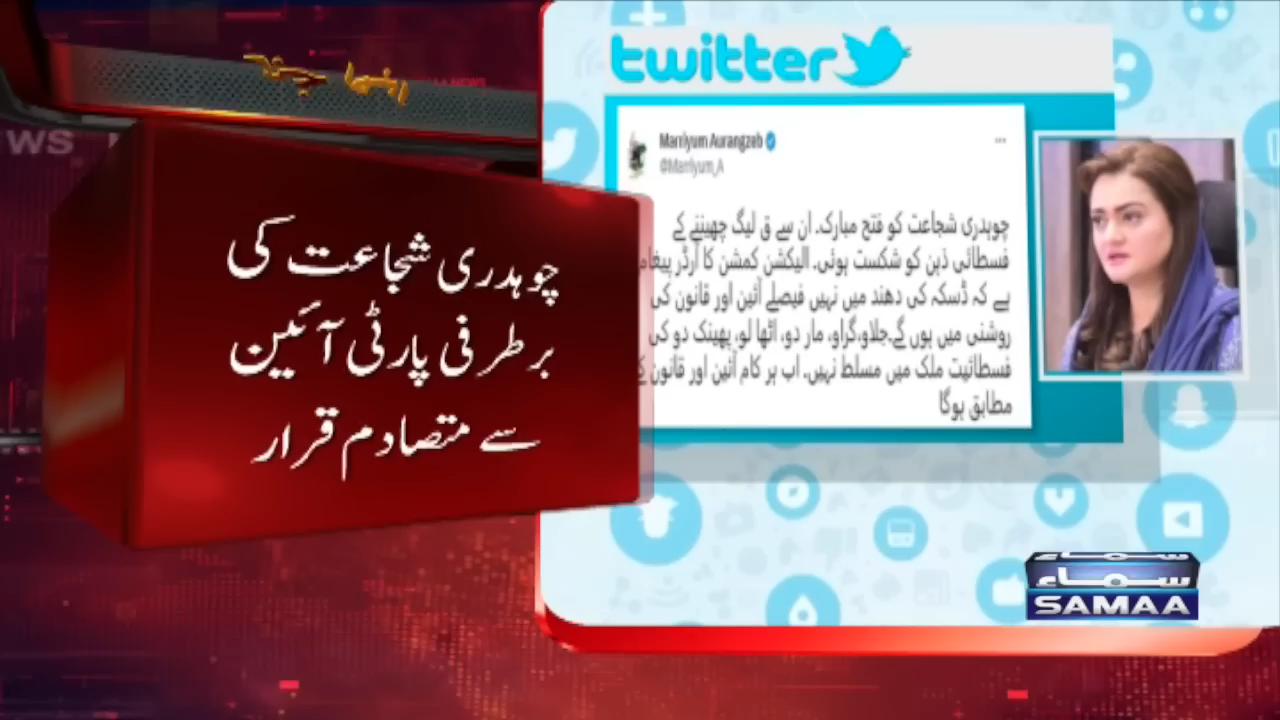 twitter
Marriyum Aurangzeb
@Marriyum_A
چوہدری شجاعت کو فتح مبارک۔ ان سے ق لیگ چھیننے کے
فسطائی ذہن کو شکست ہوئی۔ الیکشن کمشن کا آرڈر پیغام
ہے کہ ڈسکہ کی دھند میں نہیں فیصلے آئین اور قانون کی
روشنی میں ہوں گے۔جلاو،گراو، مار دو، اٹھا لو، پھینک دو کی
فسطائیت ملک میں مسلط نہیں۔ اب ہر کام آئین اور قانون کے
مطابق ہوگا
چوہدری شجاعت کی
برطرفی پارٹی آئین
سے متصادم قرار
WS
سماء
SAMAA